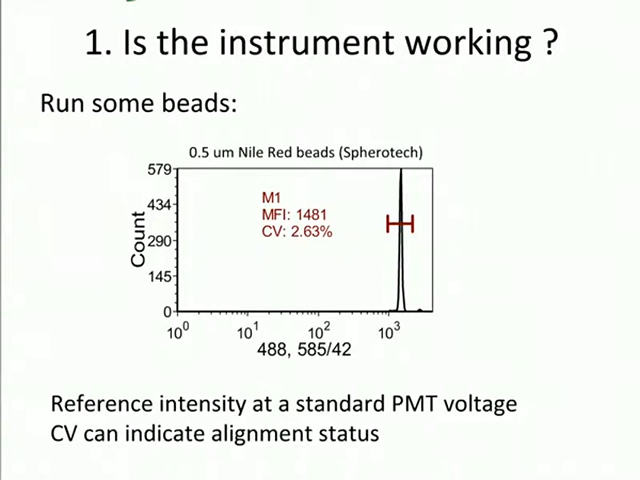 1. Is the instrument working ?
Run some beads:
0.5 um Nile Red beads (Spherotech)
579
434
290
145
0
Count
M1
MFI: 1481
CV: 2.63%
10⁰ 10¹ 10² 10³
488, 585/42
Reference intensity at a standard PMT voltage
CV can indicate alignment status